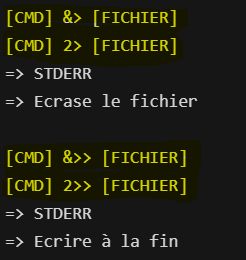 [CMD] &> [FICHIER]
[CMD] 2> [FICHIER]
=> STDERR
=> Ecrase le fichier
[CMD] &>> [FICHIER]
[CMD] 2>> [FICHIER]
=> STDERR
=> Ecrire à la fin